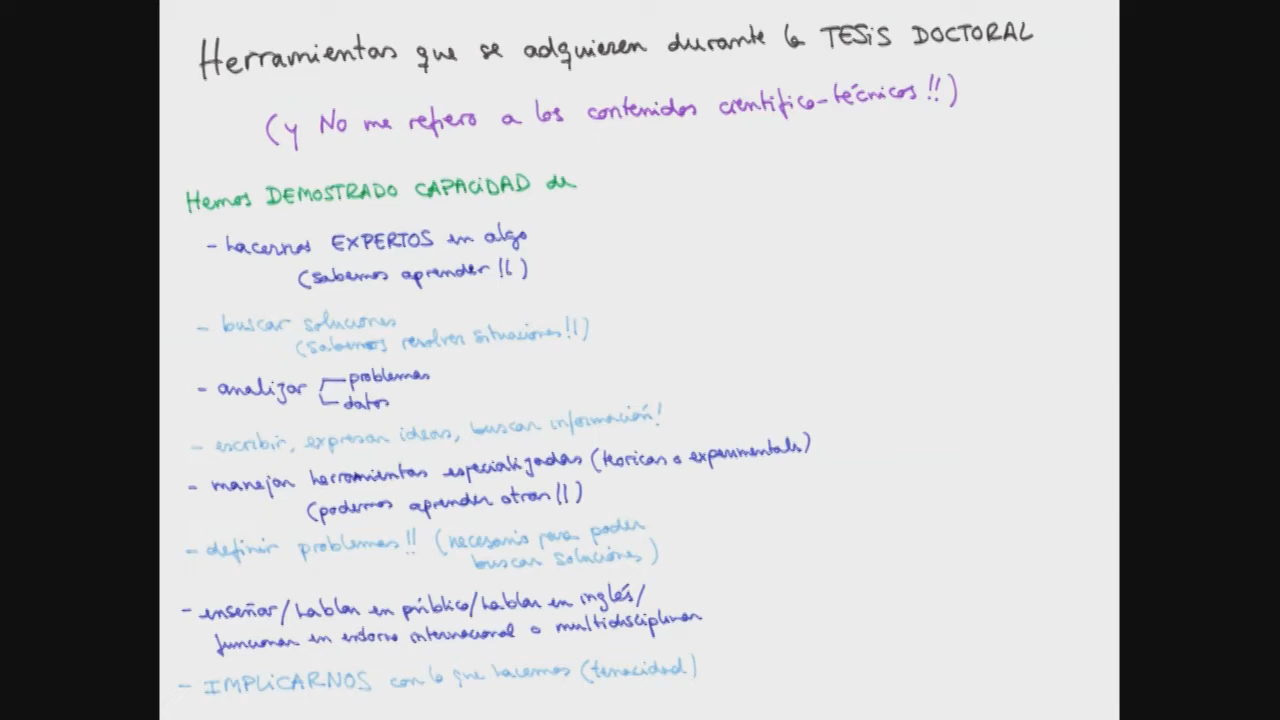 Herramientas que se adquieren durante la TESIS DOCTORAL
(y No me refiero a los contenidos científico-técnicos!!)
Hemos DEMOSTRADO CAPACIDAD de
- hacernos EXPERTOS en algo
(sabemos aprender!!)
- buscar soluciones
(sabemos resolver situaciones!!)
- analizar problemas
datos
- escribir, expresar ideas, buscar información!
- manejar herramientas especializadas (teoricas o experimentales)
(podemos aprender otras!!)
- definir problemas!! (necesario para poder
buscar soluciones)
- enseñar/hablar en público/hablar en inglés/
funcionar en entorno internacional o multidisciplinar
- IMPLICARNOS con lo que hacemos (tenacidad)